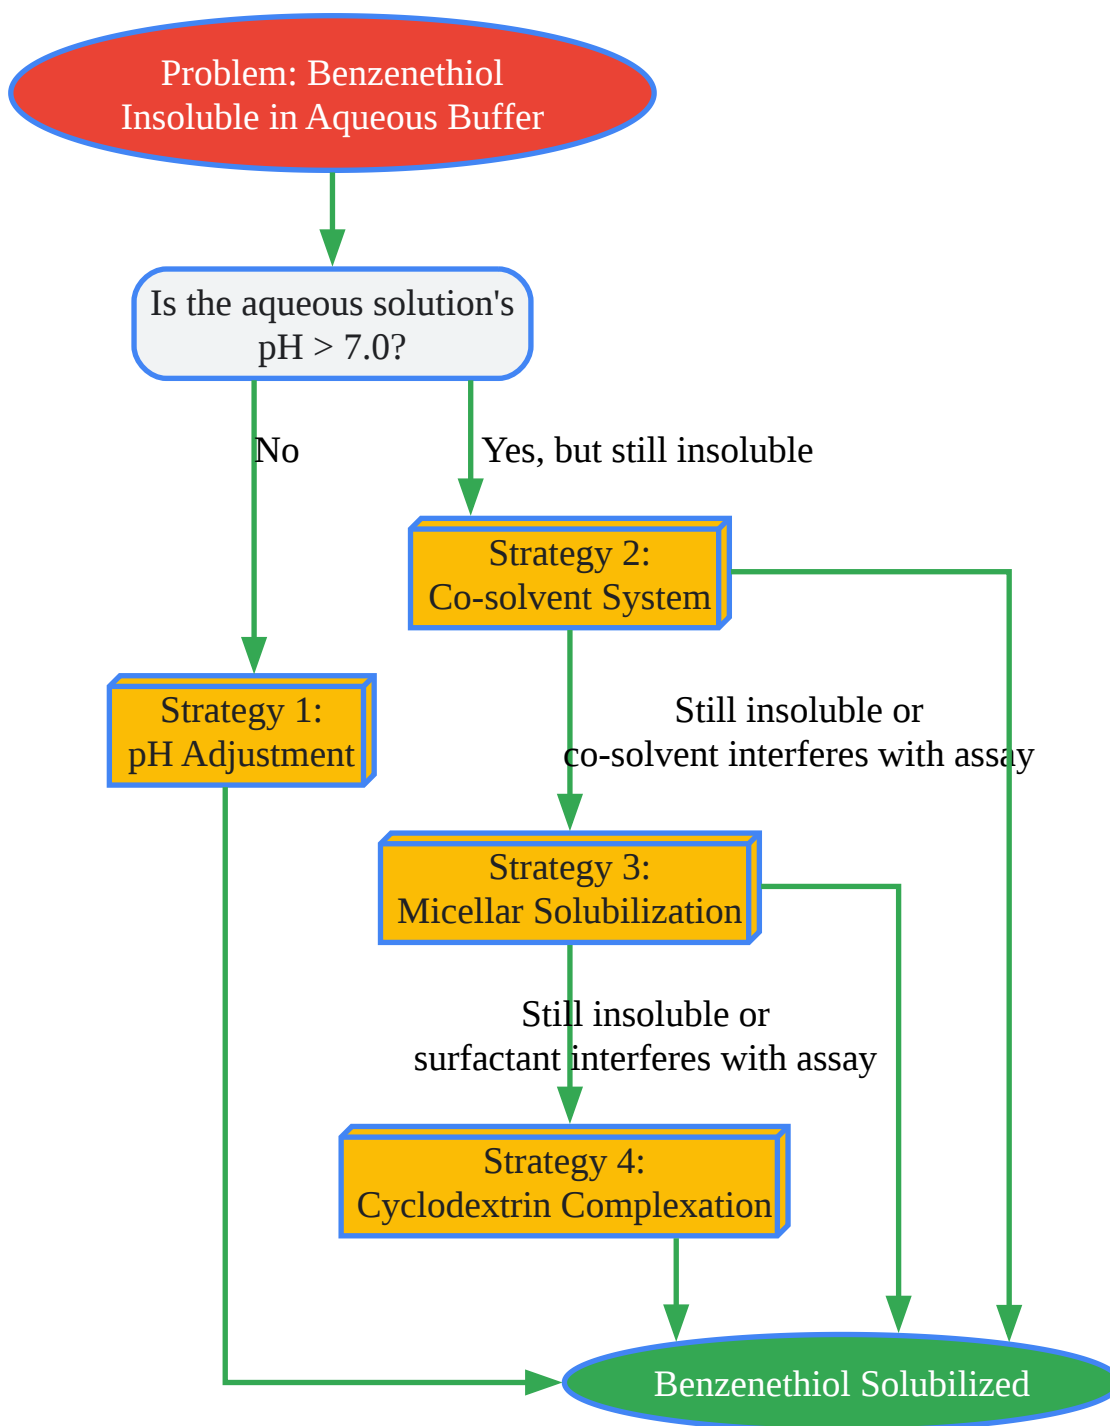 Problem: Benzenethiol
Insoluble in Aqueous Buffer
Is the aqueous solution's
pH > 7.0?
No
Yes, but still insoluble
Strategy 2:
Co-solvent System
Strategy 1:
pH Adjustment
Still insoluble or
co-solvent interferes with assay
Strategy 3:
Micellar Solubilization
Still insoluble or
surfactant interferes with assay
Strategy 4:
Cyclodextrin Complexation
Benzenethiol Solubilized